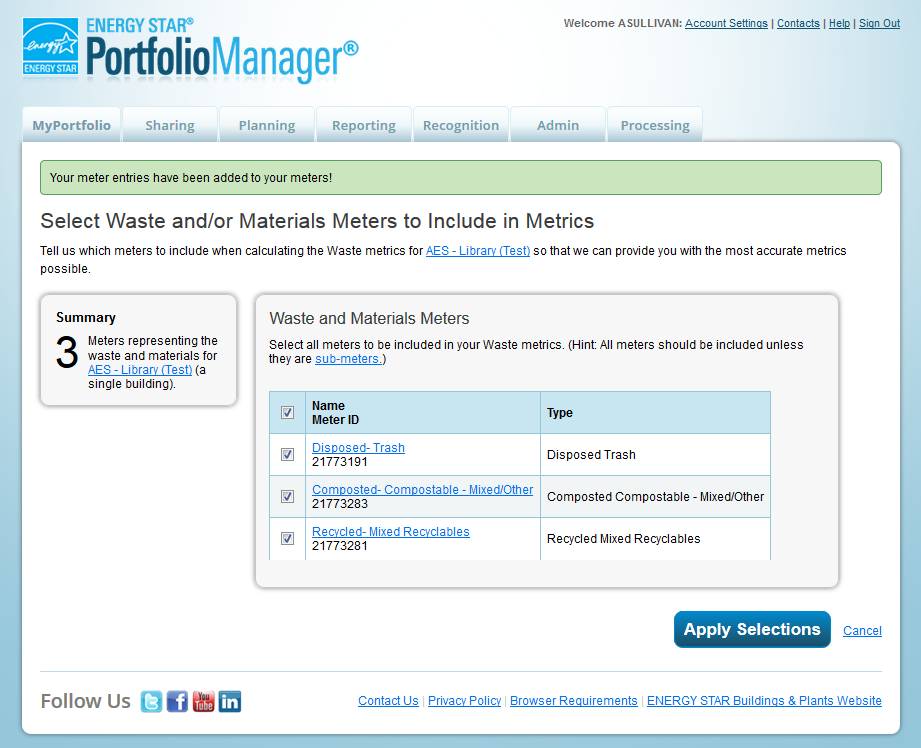 ENERGY STAR®
PortfolioManager®
energy
ENERGY STAR
Welcome ASULLIVAN: Account Settings | Contacts | Help | Sign Out
MyPortfolio Sharing Planning Reporting Recognition Admin Processing
Your meter entries have been added to your meters!
Select Waste and/or Materials Meters to Include in Metrics
Tell us which meters to include when calculating the Waste metrics for AES - Library (Test) so that we can provide you with the most accurate metrics
possible.
Summary
3
Meters representing the
waste and materials for
AES - Library (Test) (a
single building).
Waste and Materials Meters
Select all meters to be included in your Waste metrics. (Hint: All meters should be included unless
they are sub-meters.)
Name
Meter ID
Type
Disposed- Trash
21773191
Disposed Trash
Composted- Compostable - Mixed/Other
21773283
Composted Compostable - Mixed/Other
Recycled- Mixed Recyclables
21773281
Recycled Mixed Recyclables
Apply Selections
Cancel
Follow Us
You
Tube
in
Contact Us | Privacy Policy | Browser Requirements | ENERGY STAR Buildings & Plants Website